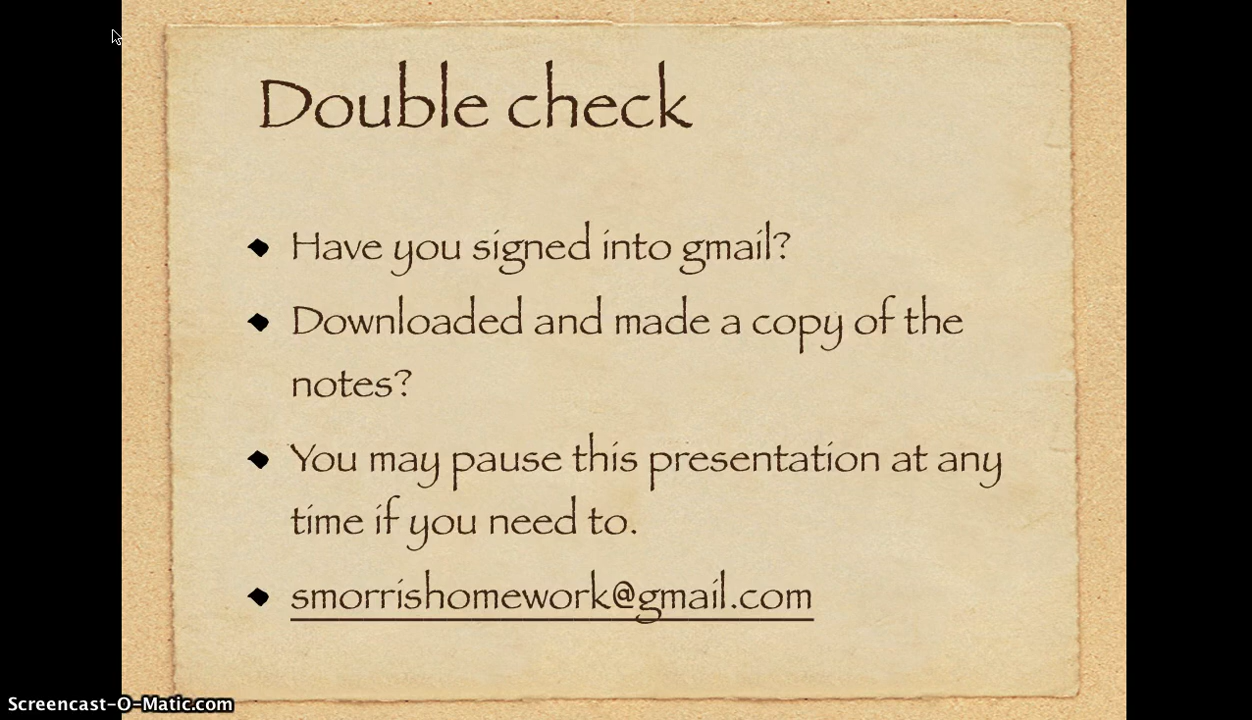 Double check
Have you signed into gmail?
Downloaded and made a copy of the
notes?
You may pause this presentation at any
time if you need to.
smorrishomework@gmail.com
Screencast-O-Matic.com